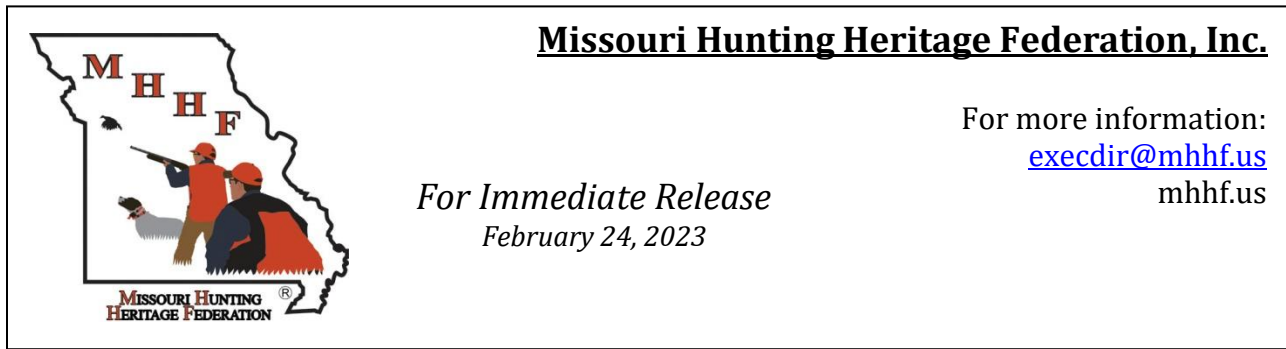 Missouri Hunting Heritage Federation, Inc.
M H H F
MISSOURI HUNTING ®
HERITAGE FEDERATION
For Immediate Release
February 24, 2023
For more information:
execdir@mhhf.us
mhhf.us